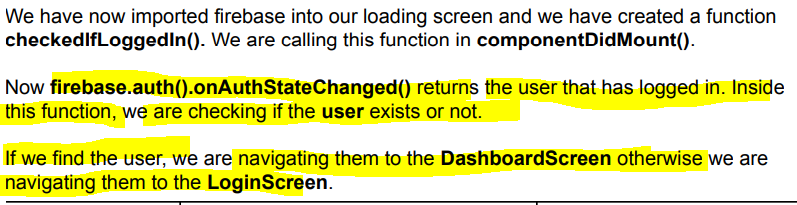 We have now imported firebase into our loading screen and we have created a function
checkedIfLoggedIn(). We are calling this function in componentDidMount().
Now firebase.auth().onAuthStateChanged() returns the user that has logged in. Inside
this function, we are checking if the user exists or not.
If we find the user, we are navigating them to the DashboardScreen otherwise we are
navigating them to the LoginScreen.